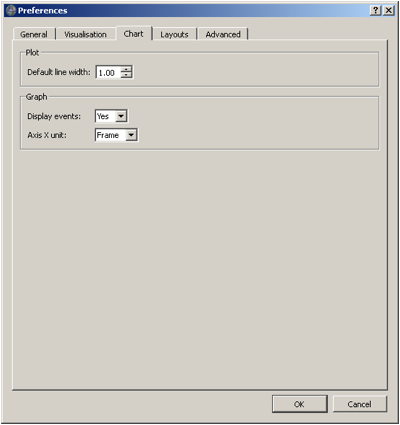 Preferences
General Visualisation Chart Layouts Advanced
Plot
Default line width: 1.00
Graph
Display events: Yes
Axis X unit: Frame
OK Cancel